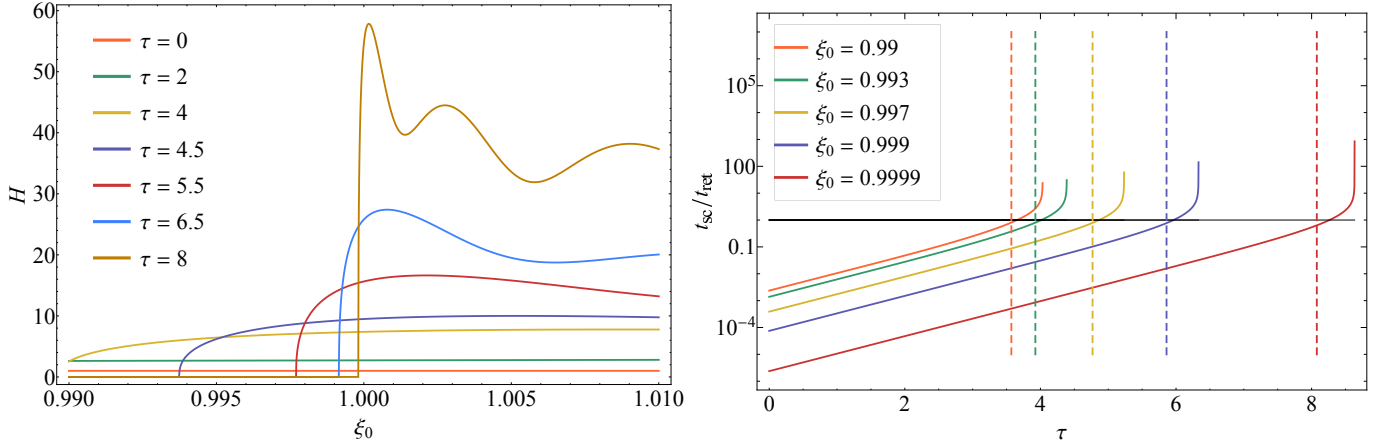 60
50
40
30
20
10
0
H
τ = 0
τ = 2
τ = 4
τ = 4.5
τ = 5.5
τ = 6.5
τ = 8
0.990
0.995
1.000
1.005
1.010
ξ₀
10⁵
100
0.1
10⁻⁴
t_sc/t_ret
ξ₀ = 0.99
ξ₀ = 0.993
ξ₀ = 0.997
ξ₀ = 0.999
ξ₀ = 0.9999
0
2
4
6
8
τ